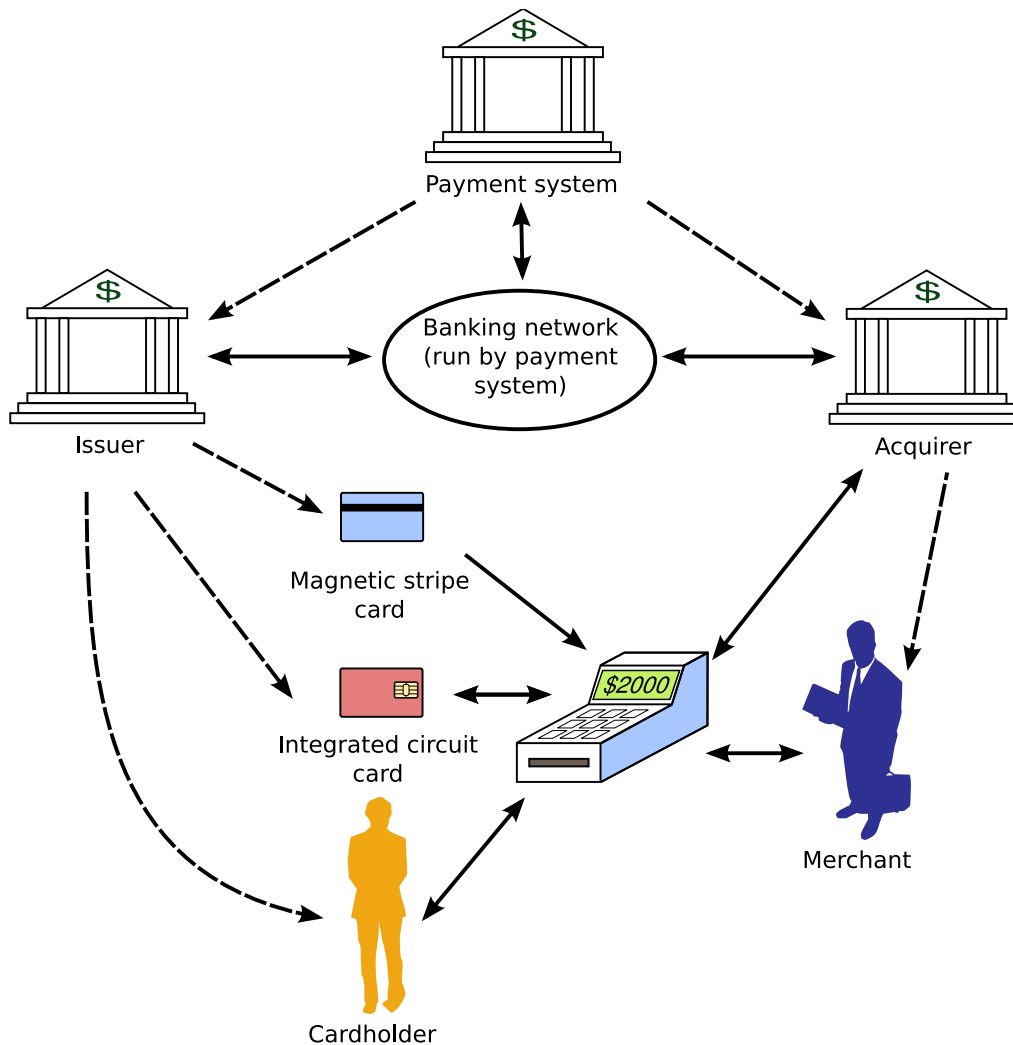 $
Payment system
$
$
Banking network
(run by payment
system)
Issuer
Acquirer
Magnetic stripe
card
$2000
Integrated circuit
card
Merchant
Cardholder